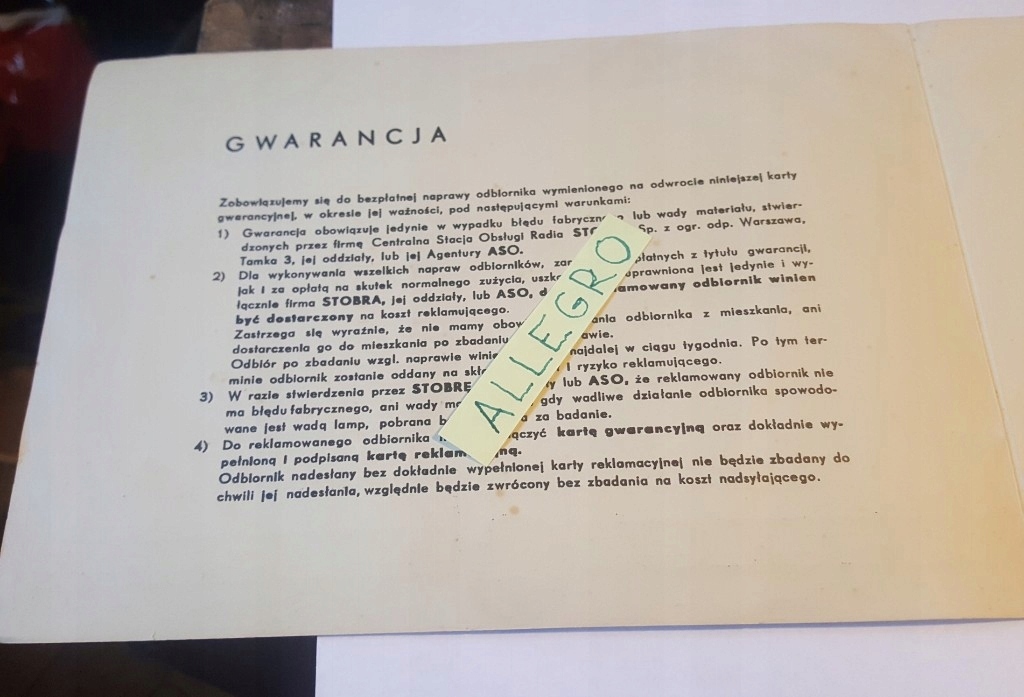 GWARANCJA
Zobowiązujemy się do bezpłatnej naprawy odbiornika wymienionego na odwrocie niniejszej karty
gwarancyjnej, w okresie jej ważności, pod następującymi warunkami:
1) Gwarancja obowiązuje jedynie w wypadku błędu fabryczne lub wady materiału, stwier-
dzonych przez firmę Centralna Stacja Obsługi Radia Sp. z ogr. odp. Warszawa,
Tamka 3, jej oddziały, lub jej Agentury ASO.
2) Dla wykonywania wszelkich napraw odbiorników, płatnych z tytułu gwarancji,
jak i za opłatą na skutek normalnego zużycia, uprawniona jest jedynie i wy-
łącznie firma STOBRA, jej oddziały, lub ASO, odbiornik winien
być dostarczony na koszt reklamującego.
Zastrzega się wyraźnie, że nie mamy odbiornika z mieszkania, ani
dostarczenia go do mieszkania po zbadaniu
Odbiór po zbadaniu wzgl. naprawie najdalej w ciągu tygodnia. Po tym ter-
minie odbiornik zostanie oddany na i ryzyko reklamującego.
3) W razie stwierdzenia przez STOBRĘ lub ASO, że reklamowany odbiornik nie
ma błędu fabrycznego, ani wady gdy wadliwe działanie odbiornika spowodo-
wane jest wadą lamp, pobrana za badanie.
4) Do reklamowanego odbiornika kartę gwarancyjną oraz dokładnie wy-
pełnioną i podpisaną kartę
Odbiornik nadesłany bez dokładnie wypełnionej karty reklamacyjnej nie będzie zbadany do
chwili jej nadesłania, względnie będzie zwrócony bez zbadania na koszt nadsyłającego.
ALLEGRO